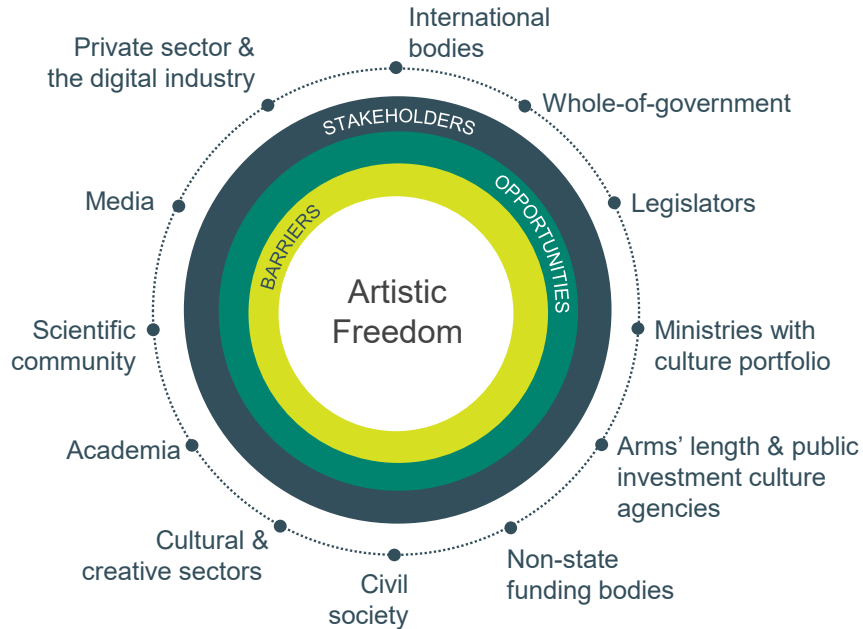 International
bodies
Private sector &
the digital industry
Whole-of-government
STAKEHOLDERS
OPPORTUNITIES
BARRIERS
Media
Legislators
Artistic
Freedom
Scientific
community
Ministries with
culture portfolio
Academia
Arms’ length & public
investment culture
agencies
Cultural &
creative sectors
Civil
society
Non-state
funding bodies